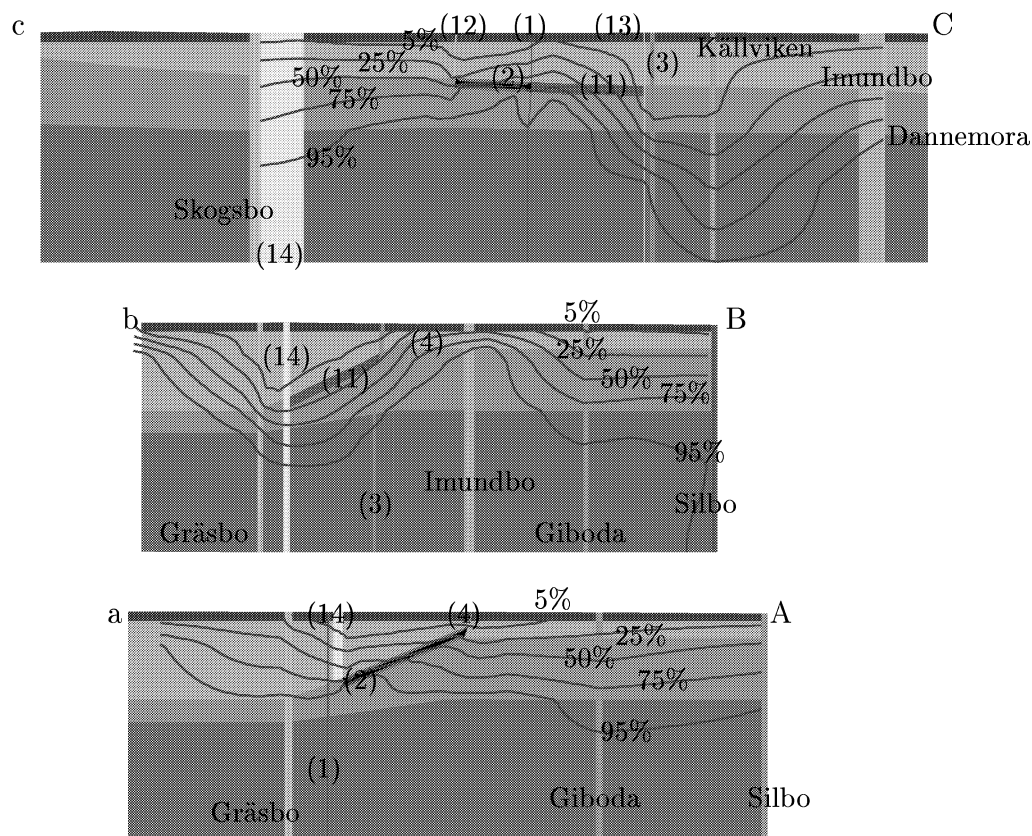 c (12) (1) (13) C
5% Källviken
25% (3)
50% (2) (11) Imundbo
75%
Dannemora
95%
Skogsbo
(14)
5%
b B
(4)
(14) 25%
(11) 50%
75%
95%
Imundbo
(3) Silbo
Gräsbo Giboda
5%
a (14) (4) A
25%
50%
(2) 75%
95%
(1)
Giboda Silbo
Gräsbo